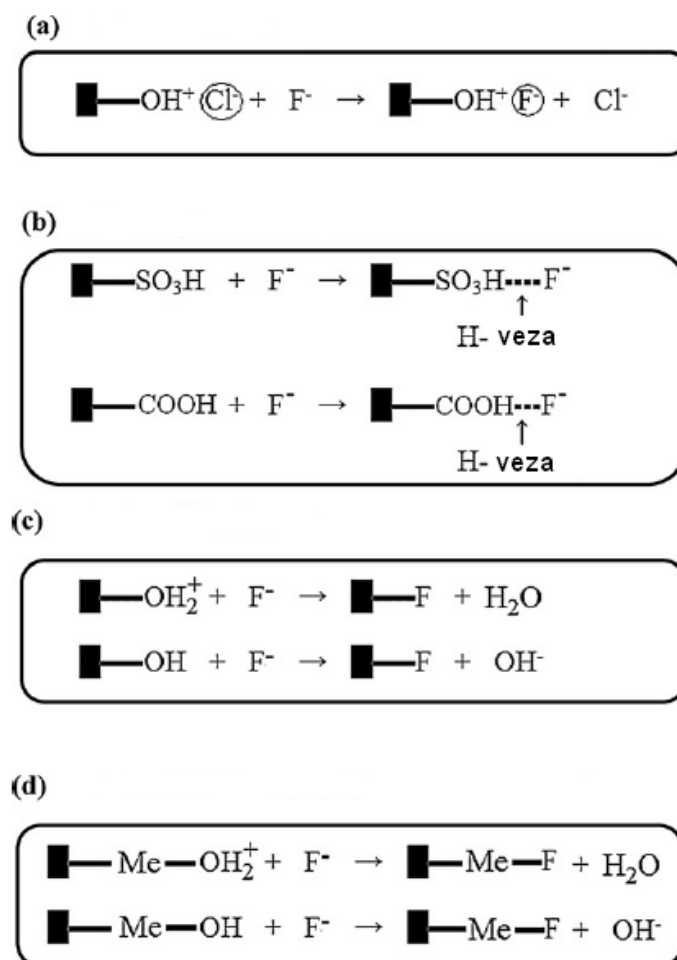 (a)
OH⁺ Cl⁻ + F⁻ → OH⁺ F⁻ + Cl⁻
(b)
SO₃H + F⁻ → SO₃H F⁻
↑
H- veza
COOH + F⁻ → COOH F⁻
↑
H- veza
(c)
OH₂⁺ + F⁻ → F + H₂O
OH + F⁻ → F + OH⁻
(d)
Me OH₂⁺ + F⁻ → Me F + H₂O
Me OH + F⁻ → Me F + OH⁻